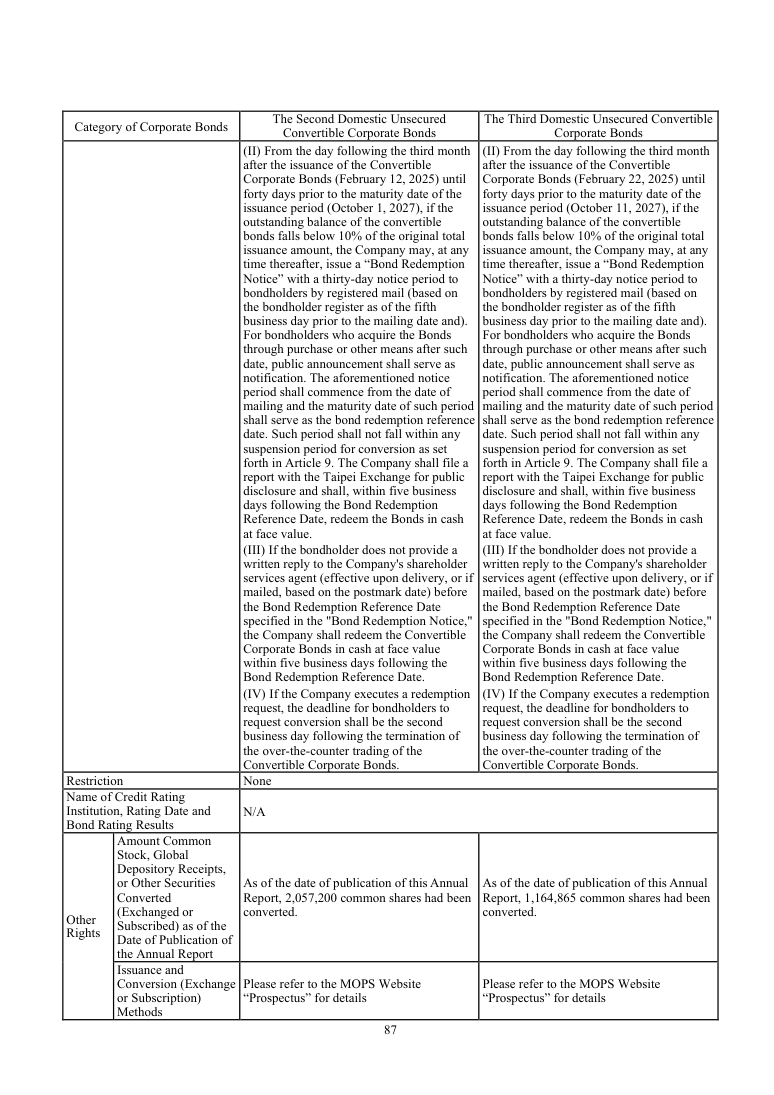 Category of Corporate Bonds
The Second Domestic Unsecured
Convertible Corporate Bonds
The Third Domestic Unsecured Convertible
Corporate Bonds
(II) From the day following the third month
after the issuance of the Convertible
Corporate Bonds (February 12, 2025) until
forty days prior to the maturity date of the
issuance period (October 1, 2027), if the
outstanding balance of the convertible
bonds falls below 10% of the original total
issuance amount, the Company may, at any
time thereafter, issue a “Bond Redemption
Notice” with a thirty-day notice period to
bondholders by registered mail (based on
the bondholder register as of the fifth
business day prior to the mailing date and).
For bondholders who acquire the Bonds
through purchase or other means after such
date, public announcement shall serve as
notification. The aforementioned notice
period shall commence from the date of
mailing and the maturity date of such period
shall serve as the bond redemption reference
date. Such period shall not fall within any
suspension period for conversion as set
forth in Article 9. The Company shall file a
report with the Taipei Exchange for public
disclosure and shall, within five business
days following the Bond Redemption
Reference Date, redeem the Bonds in cash
at face value.
(III) If the bondholder does not provide a
written reply to the Company's shareholder
services agent (effective upon delivery, or if
mailed, based on the postmark date) before
the Bond Redemption Reference Date
specified in the "Bond Redemption Notice,"
the Company shall redeem the Convertible
Corporate Bonds in cash at face value
within five business days following the
Bond Redemption Reference Date.
(IV) If the Company executes a redemption
request, the deadline for bondholders to
request conversion shall be the second
business day following the termination of
the over-the-counter trading of the
Convertible Corporate Bonds.
(II) From the day following the third month
after the issuance of the Convertible
Corporate Bonds (February 22, 2025) until
forty days prior to the maturity date of the
issuance period (October 11, 2027), if the
outstanding balance of the convertible
bonds falls below 10% of the original total
issuance amount, the Company may, at any
time thereafter, issue a “Bond Redemption
Notice” with a thirty-day notice period to
bondholders by registered mail (based on
the bondholder register as of the fifth
business day prior to the mailing date and).
For bondholders who acquire the Bonds
through purchase or other means after such
date, public announcement shall serve as
notification. The aforementioned notice
period shall commence from the date of
mailing and the maturity date of such period
shall serve as the bond redemption reference
date. Such period shall not fall within any
suspension period for conversion as set
forth in Article 9. The Company shall file a
report with the Taipei Exchange for public
disclosure and shall, within five business
days following the Bond Redemption
Reference Date, redeem the Bonds in cash
at face value.
(III) If the bondholder does not provide a
written reply to the Company's shareholder
services agent (effective upon delivery, or if
mailed, based on the postmark date) before
the Bond Redemption Reference Date
specified in the "Bond Redemption Notice,"
the Company shall redeem the Convertible
Corporate Bonds in cash at face value
within five business days following the
Bond Redemption Reference Date.
(IV) If the Company executes a redemption
request, the deadline for bondholders to
request conversion shall be the second
business day following the termination of
the over-the-counter trading of the
Convertible Corporate Bonds.
Restriction
None
Name of Credit Rating
Institution, Rating Date and
Bond Rating Results
N/A
Other
Rights
Amount Common
Stock, Global
Depository Receipts,
or Other Securities
Converted
(Exchanged or
Subscribed) as of the
Date of Publication of
the Annual Report
As of the date of publication of this Annual
Report, 2,057,200 common shares had been
converted.
As of the date of publication of this Annual
Report, 1,164,865 common shares had been
converted.
Issuance and
Conversion (Exchange
or Subscription)
Methods
Please refer to the MOPS Website
“Prospectus” for details
Please refer to the MOPS Website
“Prospectus” for details
87